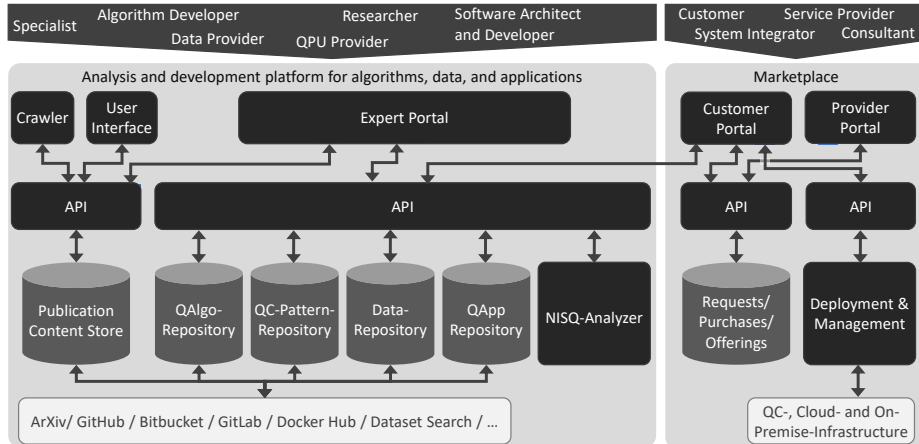 Specialist
Algorithm Developer
Data Provider
QPU Provider
Researcher
Software Architect
and Developer
Customer
System Integrator
Service Provider
Consultant
Analysis and development platform for algorithms, data, and applications
Marketplace
Crawler
User
Interface
Expert Portal
Customer
Portal
Provider
Portal
API
API
API
API
Publication
Content Store
QAlgo-
Repository
QC-Pattern-
Repository
Data-
Repository
QApp
Repository
NISQ-Analyzer
Requests/
Purchases/
Offerings
Deployment &
Management
ArXiv/ GitHub / Bitbucket / GitLab / Docker Hub / Dataset Search / ...
QC-, Cloud- and On-
Premise-Infrastructure